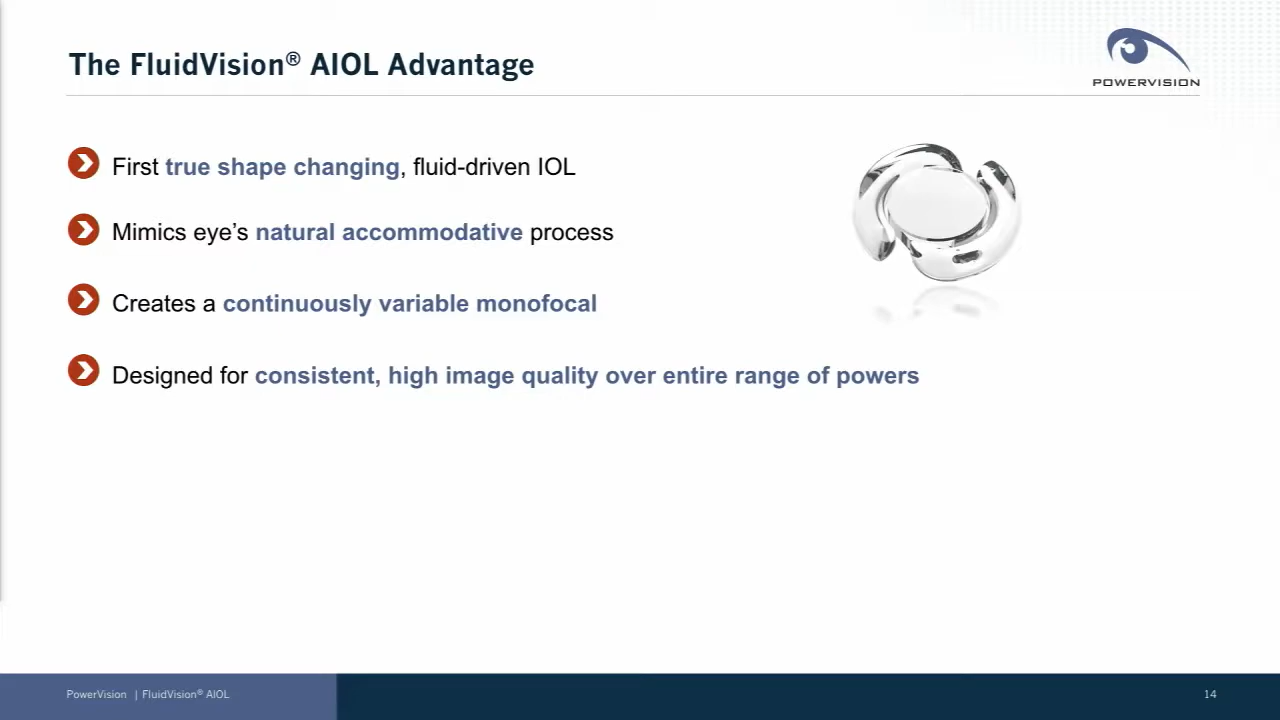 The FluidVision® AIOL Advantage
POWERVISION
First true shape changing, fluid-driven IOL
Mimics eye’s natural accommodative process
Creates a continuously variable monofocal
Designed for consistent, high image quality over entire range of powers
PowerVision | FluidVision® AIOL
14